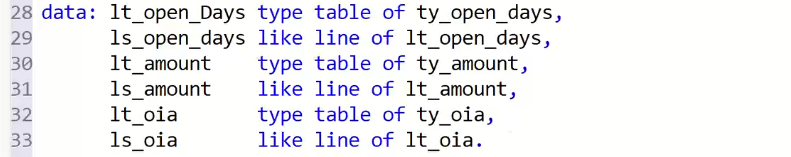 28 data: lt_open_Days type table of ty_open_days,
29 ls_open_days like line of lt_open_days,
30 lt_amount type table of ty_amount,
31 ls_amount like line of lt_amount,
32 lt_oia type table of ty_oia,
33 ls_oia like line of lt_oia.